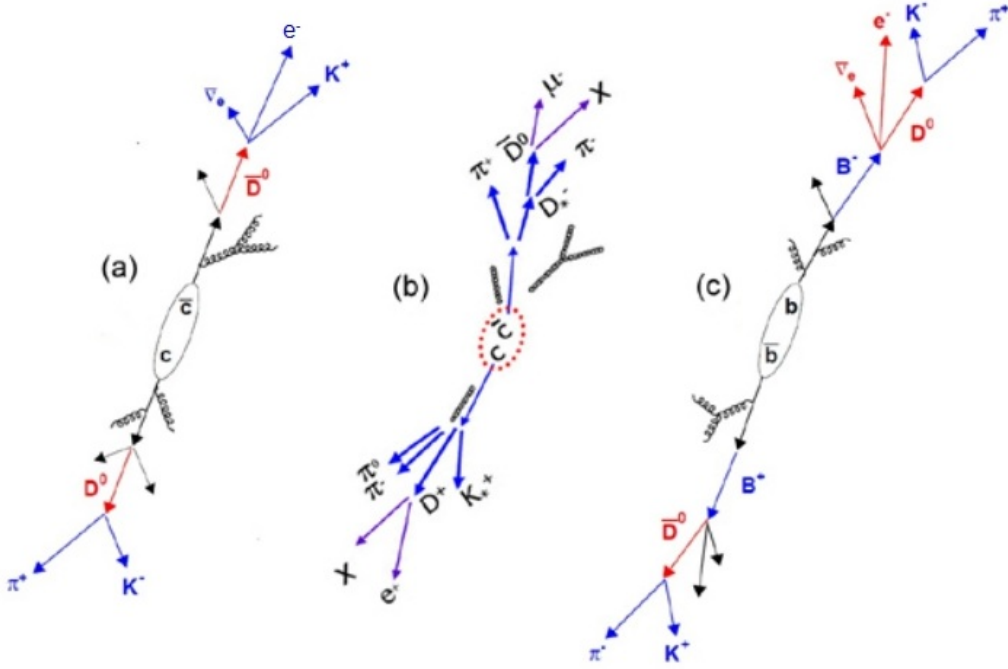 (a)
e⁻
K⁺
ν̅ₑ
D̅⁰
c̅
c
D⁰
π⁺
K⁻
(b)
μ⁻
X
D̅⁰
π⁺
π⁻
D*⁻
c̅
c
π⁰
π⁻
D⁺
K*⁺
X
e⁺
(c)
e⁻
K⁻
π⁺
ν̅ₑ
D⁰
B⁻
b
b̅
B⁺
D̅⁰
π⁻
K⁺